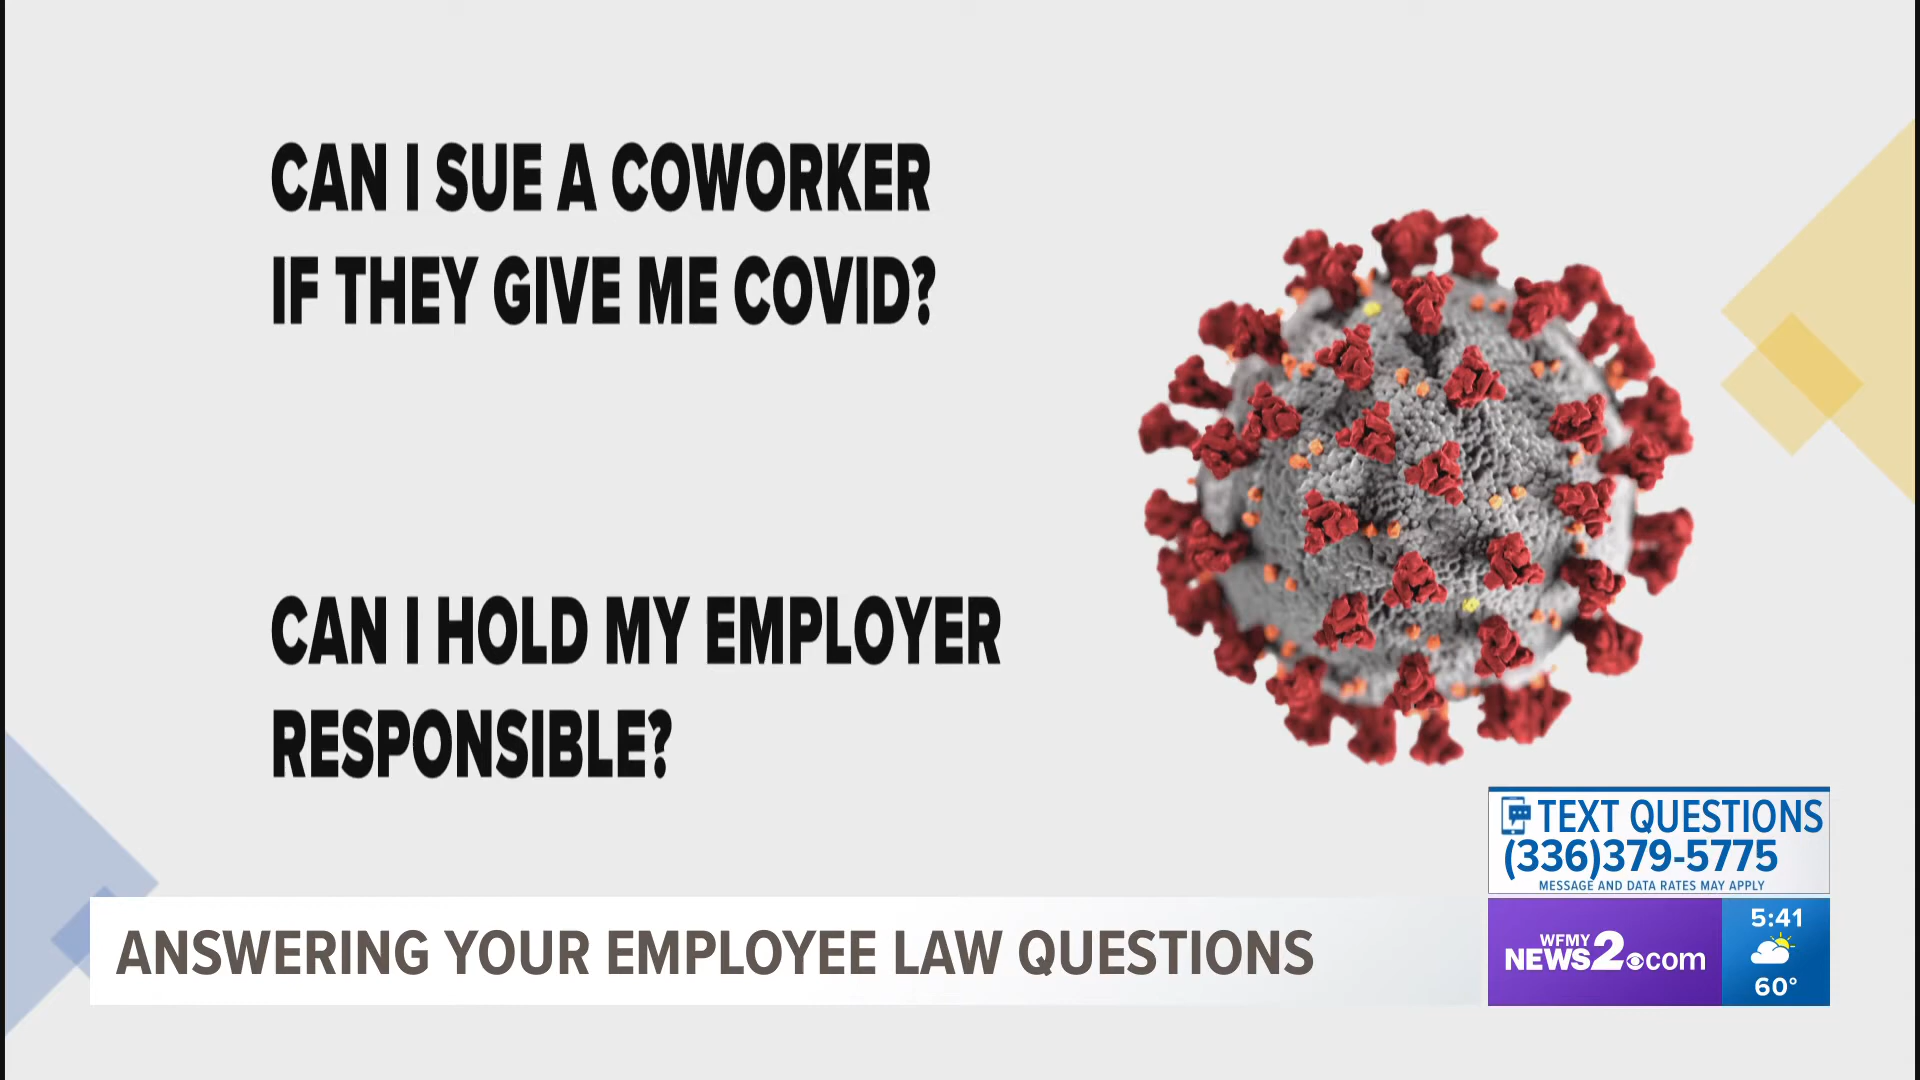 CAN I SUE A COWORKER
IF THEY GIVE ME COVID?
CAN I HOLD MY EMPLOYER
RESPONSIBLE?
TEXT QUESTIONS
(336)379-5775
MESSAGE AND DATA RATES MAY APPLY
ANSWERING YOUR EMPLOYEE LAW QUESTIONS
WFMY
NEWS2.com
5:41
60°